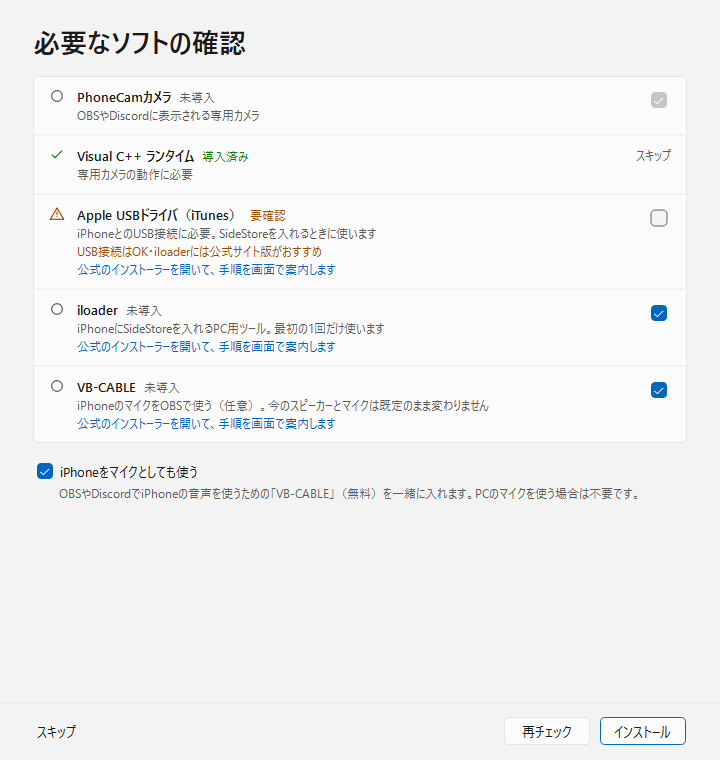 必要なソフトの確認
PhoneCamカメラ 未導入
OBSやDiscordに表示される専用カメラ
Visual C++ ランタイム 導入済み
スキップ
専用カメラの動作に必要
Apple USBドライバ（iTunes） 要確認
iPhoneとのUSB接続に必要。SideStoreを入れるときに使います
USB接続はOK・iloaderには公式サイト版がおすすめ
公式のインストーラーを開いて、手順を画面で案内します
iloader 未導入
iPhoneにSideStoreを入れるPC用ツール。最初の1回だけ使います
公式のインストーラーを開いて、手順を画面で案内します
VB-CABLE 未導入
iPhoneのマイクをOBSで使う（任意）。今のスピーカーとマイクは既定のまま変わりません
公式のインストーラーを開いて、手順を画面で案内します
iPhoneをマイクとしても使う
OBSやDiscordでiPhoneの音声を使うための「VB-CABLE」（無料）を一緒に入れます。PCのマイクを使う場合は不要です。
スキップ
再チェック
インストール